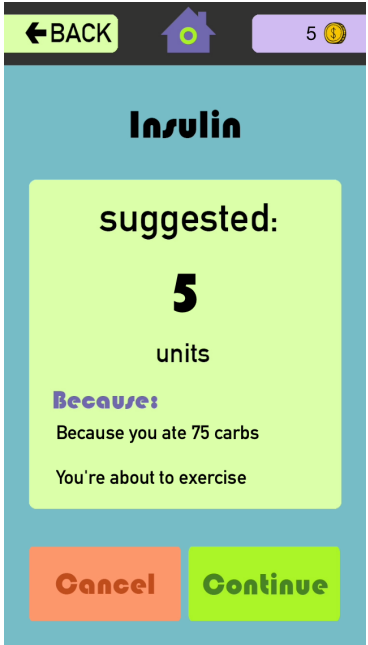 BACK
5
Insulin
suggested:
5
units
Because:
Because you ate 75 carbs
You're about to exercise
Cancel
Continue